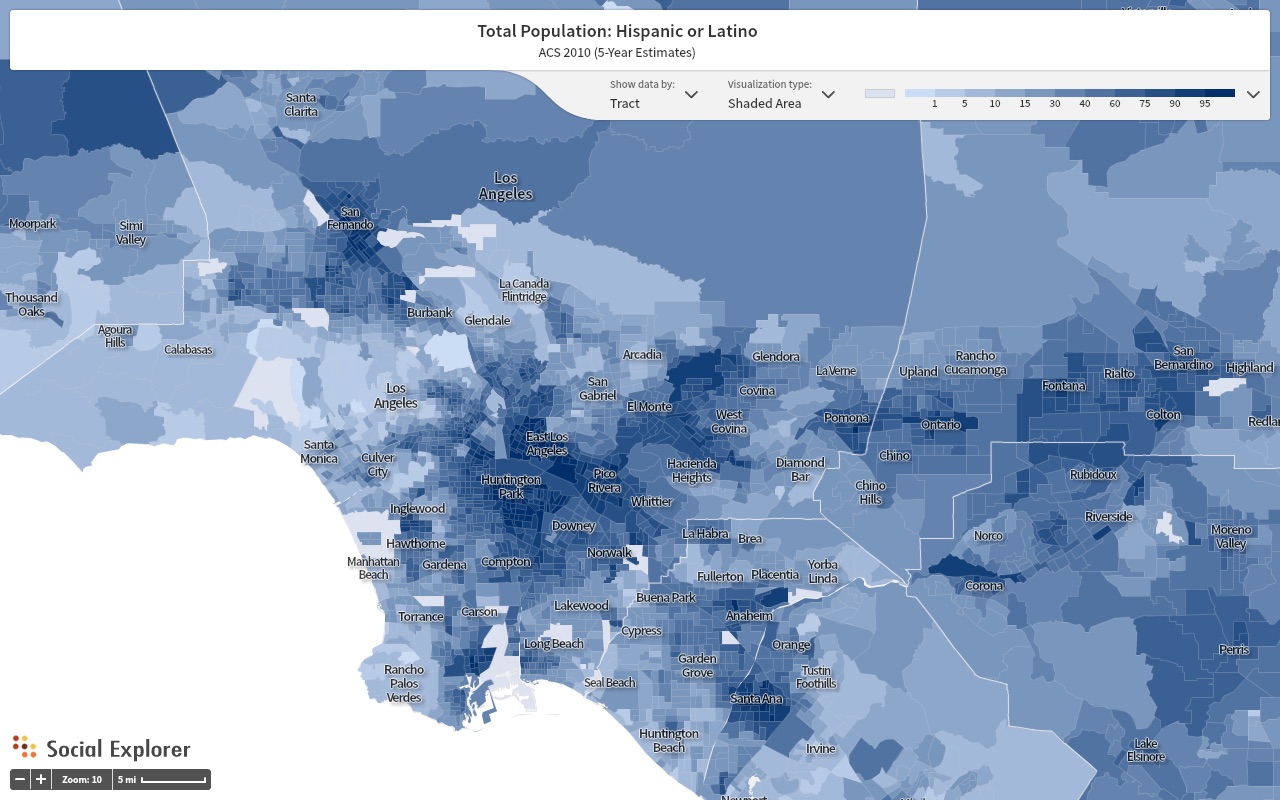 Total Population: Hispanic or Latino
ACS 2010 (5-Year Estimates)
Show data by:
Tract
Visualization type:
Shaded Area
1 5 10 15 30 40 60 75 90 95
Santa
Clarita
Los
Angeles
Moorpark
Simi
Valley
San
Fernando
Thousand
Oaks
La Canada
Flintridge
Burbank
Glendale
Agoura
Hills
Calabasas
Arcadia
Glendora
La Verne
Upland
Rancho
Cucamonga
San
Bernardino
Highland
Rialto
Fontana
Los
Angeles
San
Gabriel
Covina
El Monte
West
Covina
Pomona
Ontario
Colton
Redla
Santa
Monica
East Los
Angeles
Culver
City
Chino
Hacienda
Heights
Diamond
Bar
Huntington
Park
Pico
Rivera
Whittier
Chino
Hills
Rubidoux
Inglewood
Downey
Riverside
La Habra
Brea
Norco
Moreno
Valley
Hawthorne
Manhattan
Beach
Gardena
Compton
Norwalk
Fullerton
Placentia
Yorba
Linda
Corona
Torrance
Carson
Lakewood
Buena Park
Anaheim
Cypress
Long Beach
Orange
Perris
Garden
Grove
Rancho
Palos
Verdes
Seal Beach
Tustin
Foothills
Santa Ana
Huntington
Beach
Irvine
Lake
Elsinore
Newport
Social Explorer
− + Zoom: 10 5 mi